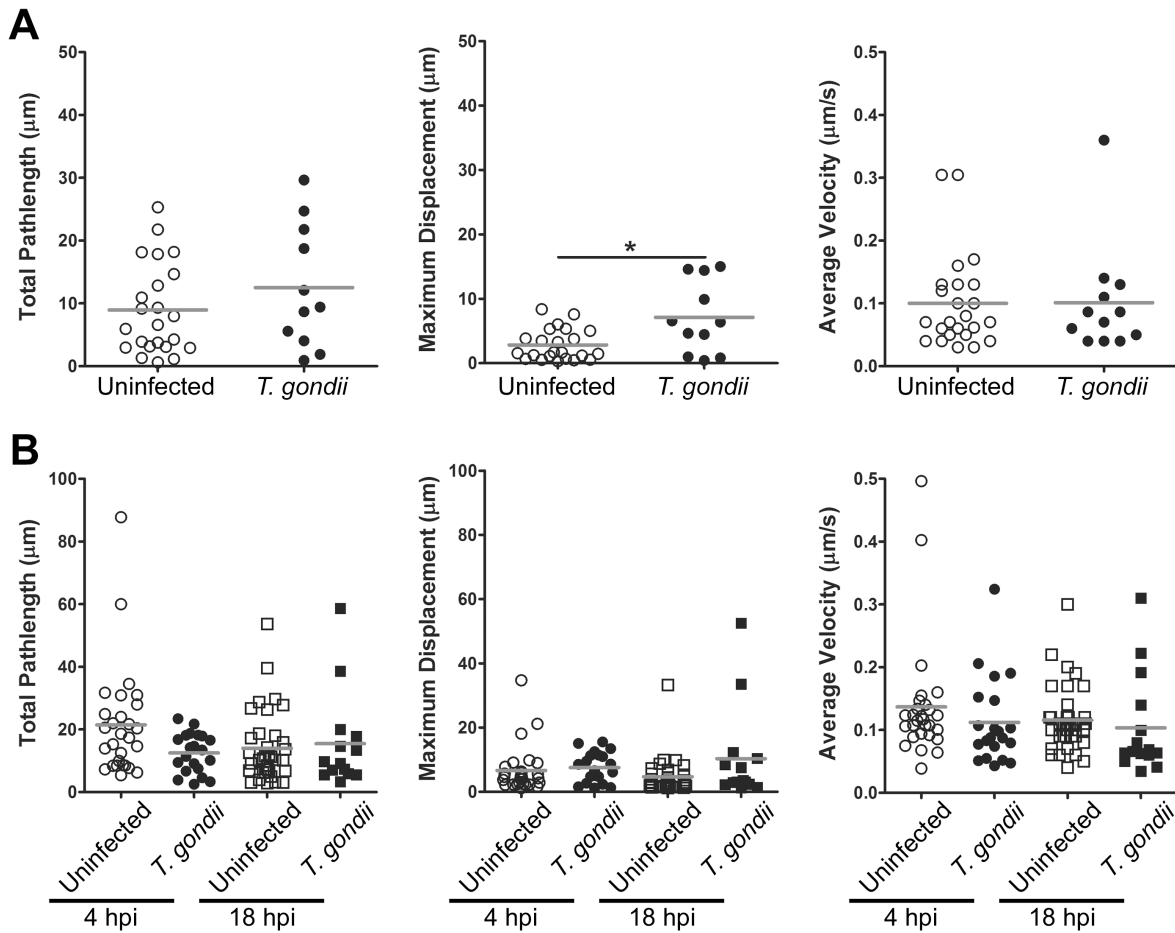 A
Total Pathlength (μm)
50
40
30
20
10
0
Uninfected
T. gondii
Maximum Displacement (μm)
50
40
30
20
10
0
*
Uninfected
T. gondii
Average Velocity (μm/s)
0.5
0.4
0.3
0.2
0.1
0.0
Uninfected
T. gondii
B
Total Pathlength (μm)
100
80
60
40
20
0
Uninfected
T. gondii
Uninfected
T. gondii
4 hpi
18 hpi
Maximum Displacement (μm)
100
80
60
40
20
0
Uninfected
T. gondii
Uninfected
T. gondii
4 hpi
18 hpi
Average Velocity (μm/s)
0.5
0.4
0.3
0.2
0.1
0.0
Uninfected
T. gondii
Uninfected
T. gondii
4 hpi
18 hpi